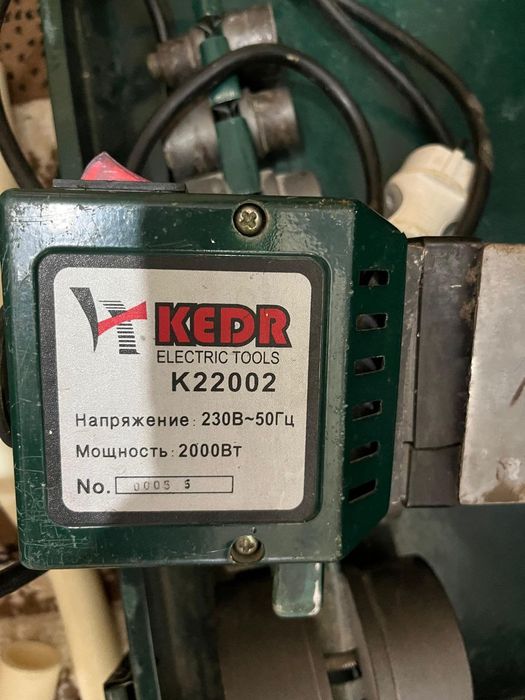 KEDR
ELECTRIC TOOLS
K22002
Напряжение: 230В~50Гц
Мощность: 2000Вт
No.